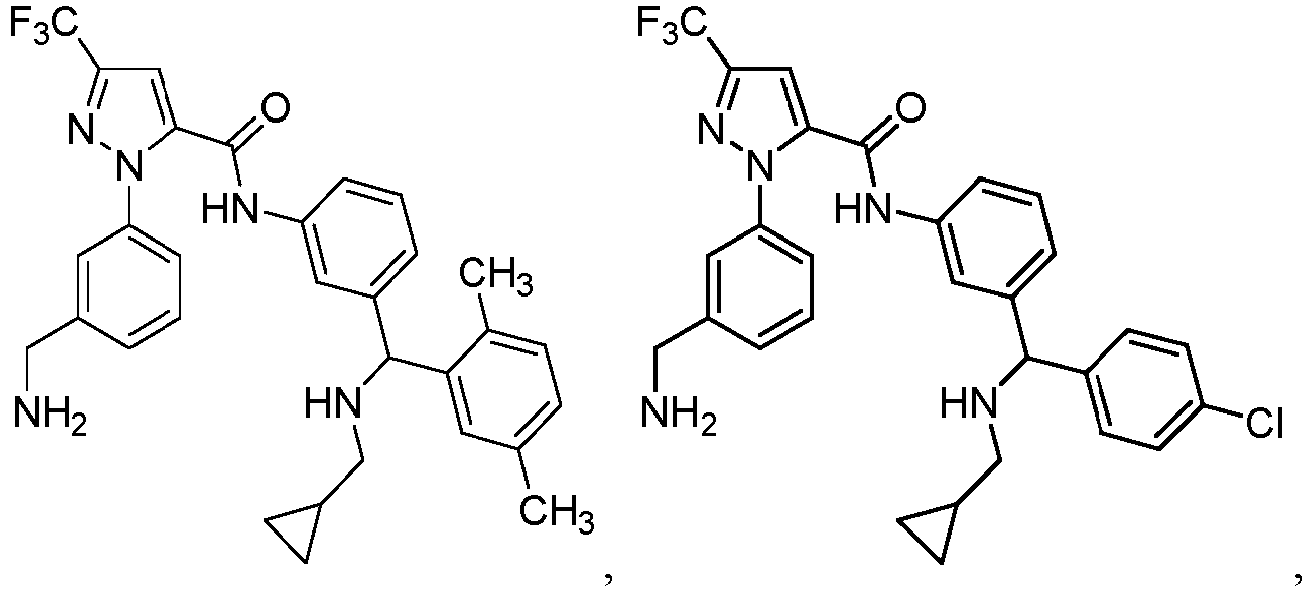 F3C F3C
O O
N N
N N
HN HN
CH3
HN HN
NH2 NH2 Cl
CH3
, ,